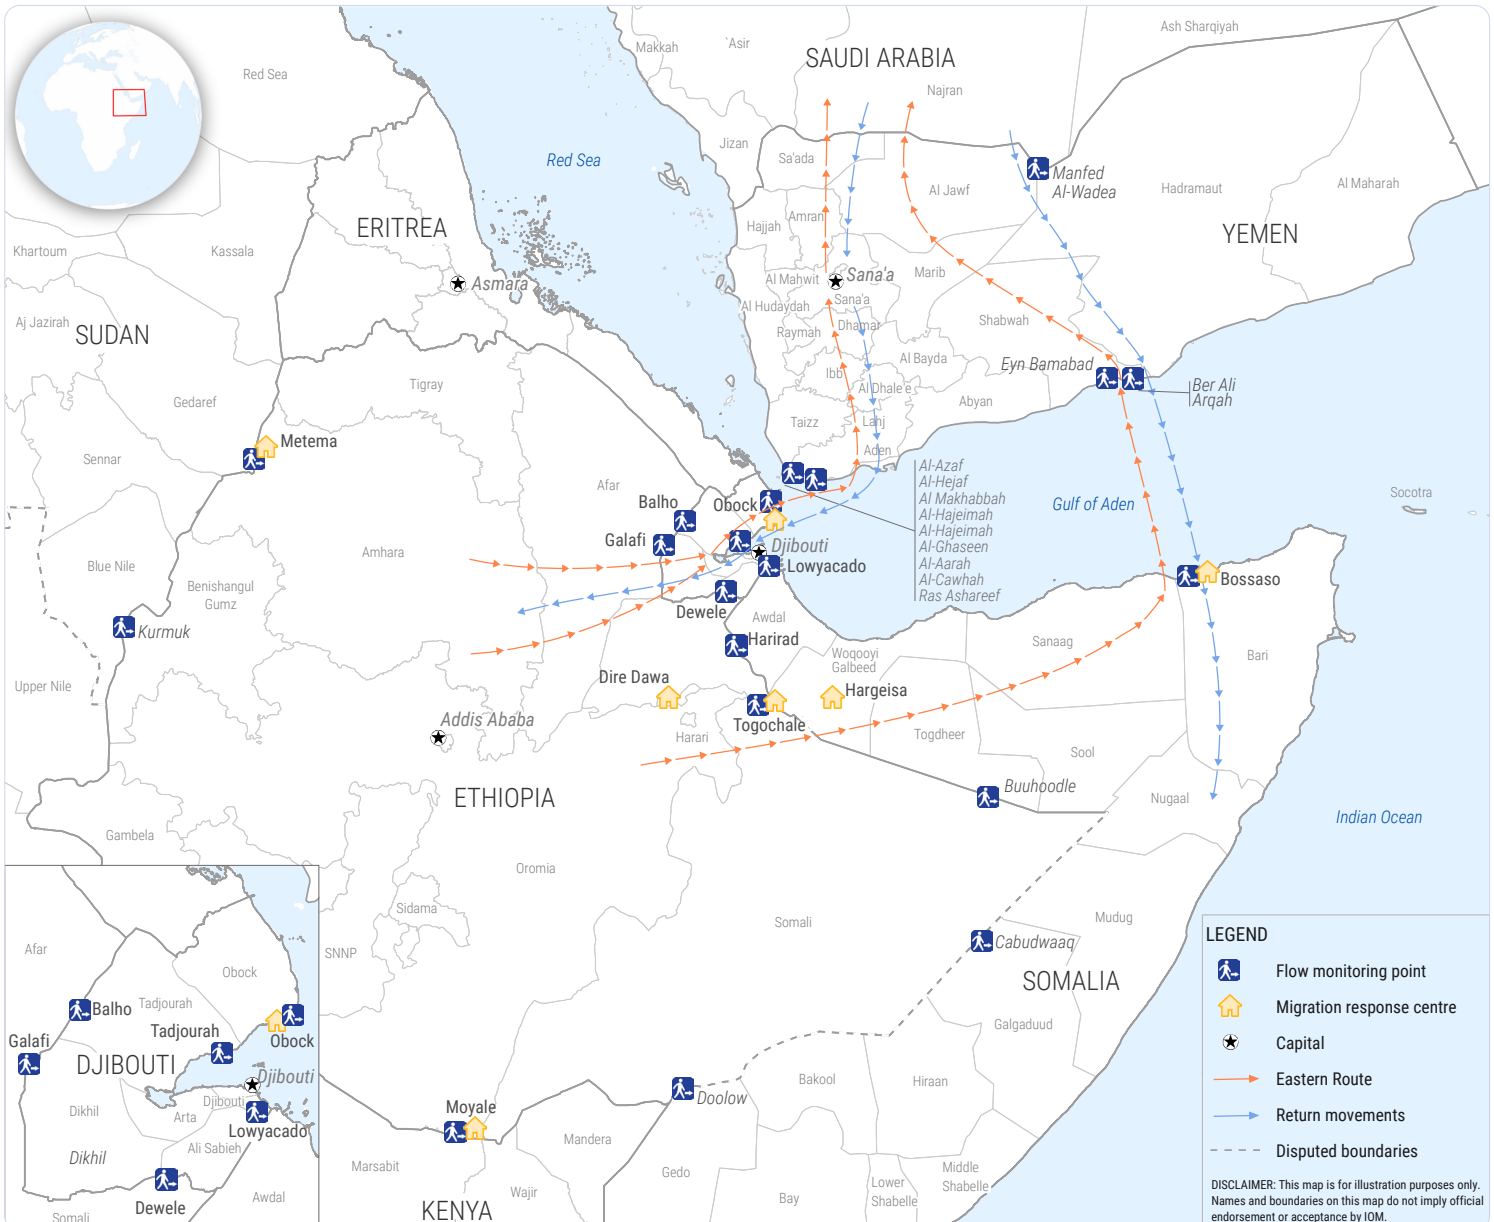 SAUDI ARABIA
Ash Sharqiyah
Makkah
`Asir
Red Sea
Najran
Jizan
Sa'ada
Red Sea
Manfed
Al-Wadea
Al Jawf
Hadramaut
Al Maharah
Amran
Hajjah
ERITREA
YEMEN
Khartoum
Kassala
Asmara
Al Mahwit
Sana'a
Marib
Sana'a
Al Hudaydah
Aj Jazirah
SUDAN
Raymah
Dhamar
Shabwah
Al Bayda
Eyn Bamabad
Ibb
Al Dhale'e
Tigray
Ber Ali
Arqah
Gedaref
Abyan
Taizz
Lahj
Metema
Aden
Sennar
Al-Azaf
Al-Hejaf
Al Makhabbah
Al-Hajeimah
Al-Hajeimah
Al-Ghaseen
Al-Aarah
Al-Cawhah
Ras Ashareef
Afar
Balho
Obock
Gulf of Aden
Socotra
Galafi
Djibouti
Amhara
Blue Nile
Lowyacado
Bossaso
Benishangul
Gumz
Dewele
Awdal
Kurmuk
Harirad
Sanaag
Woqooyi
Galbeed
Bari
Upper Nile
Dire Dawa
Hargeisa
Addis Ababa
Togochale
Harari
Togdheer
Sool
Buuhoodle
ETHIOPIA
Nugaal
Indian Ocean
Gambela
Oromia
Sidama
Somali
Mudug
SNNP
Cabudwaaq
SOMALIA
Galgaduud
Bakool
Hiraan
Doolow
Moyale
Mandera
Marsabit
Wajir
Gedo
Bay
Lower
Shabelle
Middle
Shabelle
KENYA
Afar
Obock
Balho
Tadjourah
Tadjourah
Galafi
Obock
DJIBOUTI
Djibouti
Dikhil
Djibouti
Arta
Lowyacado
Ali Sabieh
Dikhil
Dewele
Awdal
Somali
LEGEND
Flow monitoring point
Migration response centre
Capital
Eastern Route
Return movements
Disputed boundaries
DISCLAIMER: This map is for illustration purposes only.
Names and boundaries on this map do not imply official
endorsement or acceptance by IOM.